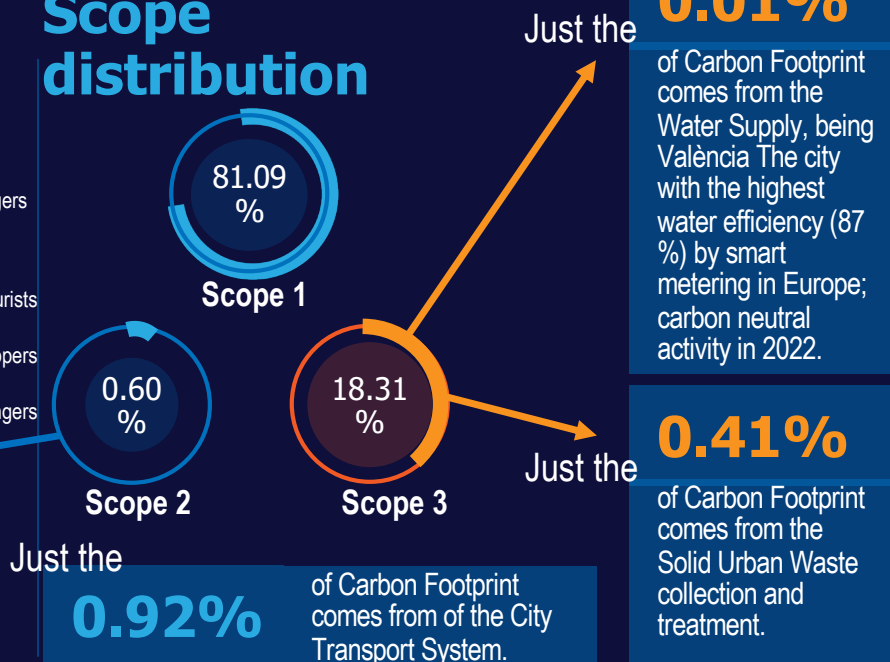 Scope
distribution
81.09
%
Scope 1
0.60
%
Scope 2
18.31
%
Scope 3
Just the
0.92%
of Carbon Footprint
comes from of the City
Transport System.
Just the
0.01%
of Carbon Footprint
comes from the
Water Supply, being
València The city
with the highest
water efficiency (87
%) by smart
metering in Europe;
carbon neutral
activity in 2022.
Just the
0.41%
of Carbon Footprint
comes from the
Solid Urban Waste
collection and
treatment.